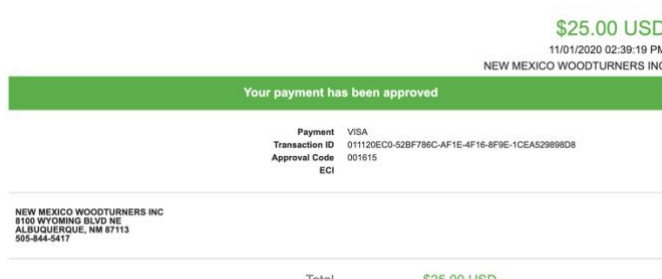 $25.00 USD
11/01/2020 02:39:19 PM
NEW MEXICO WOODTURNERS INC
Your payment has been approved
Payment VISA
Transaction ID 011120EC0-52BF786C-AF1E-4F16-8F9E-1CEA529898D8
Approval Code 001615
ECI
NEW MEXICO WOODTURNERS INC
8100 WYOMING BLVD NE
ALBUQUERQUE, NM 87113
505-844-5417
Total $25.00 USD